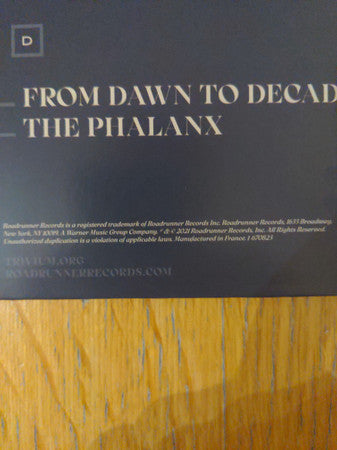 D
FROM DAWN TO DECAD
THE PHALANX
Roadrunner Records is a registered trademark of Roadrunner Records Inc. Roadrunner Records, 1633 Broadway,
New York, NY 10019. A Warner Music Group Company. ℗ & © 2021 Roadrunner Records, Inc. All Rights Reserved.
Unauthorized duplication is a violation of applicable laws. Manufactured in France. 1 670823
TRIVIUM.ORG
ROADRUNNERRECORDS.COM